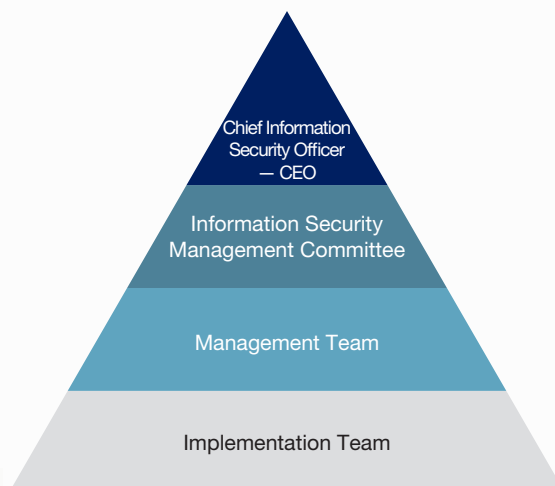 Chief Information
Security Officer
— CEO
Information Security
Management Committee
Management Team
Implementation Team